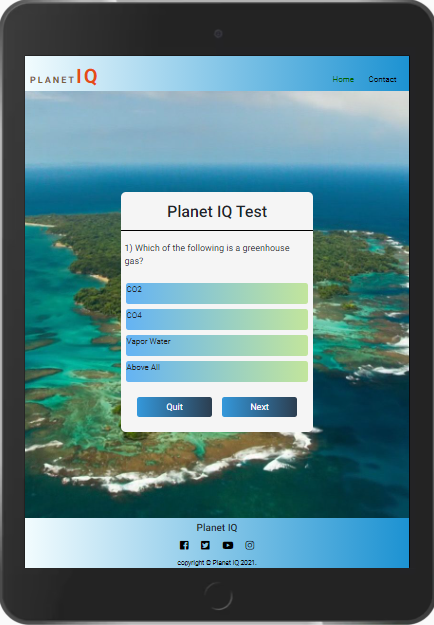 PLANET IQ
Home Contact
Planet IQ Test
1) Which of the following is a greenhouse
gas?
CO2
CO4
Vapor Water
Above All
Quit Next
Planet IQ
copyright © Planet IQ 2021.